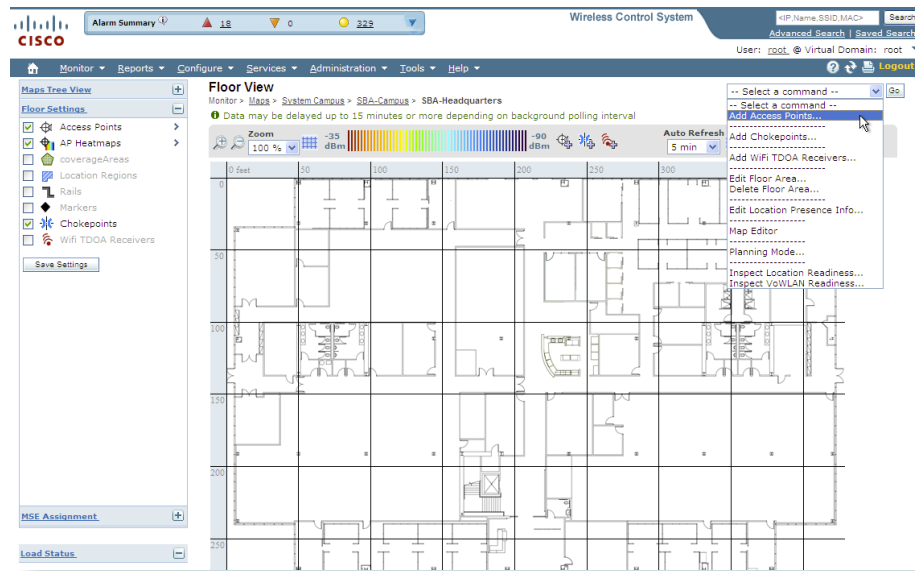 Wireless Control System
<IP,Name,SSID,MAC> Search
Advanced Search | Saved Search
CISCO
Alarm Summary 18 0 329
User: root @ Virtual Domain: root
Monitor Reports Configure Services Administration Tools Help Logout
Maps Tree View
Floor Settings
Access Points
AP Heatmaps
coverageAreas
Location Regions
Rails
Markers
Chokepoints
Wifi TDOA Receivers
Save Settings
MSE Assignment
Load Status
Floor View
Monitor > Maps > System Campus > SBA-Campus > SBA-Headquarters
Data may be delayed up to 15 minutes or more depending on background polling interval
Zoom
100 %
-35 dBm
-90 dBm
Auto Refresh
5 min
-- Select a command -- Go
-- Select a command --
Add Access Points...
------------------------
Add Chokepoints...
------------------------
Add WiFi TDOA Receivers...
------------------------
Edit Floor Area...
Delete Floor Area...
------------------------
Edit Location Presence Info...
------------------------
Map Editor
-------------------
Planning Mode...
-------------------
Inspect Location Readiness...
Inspect VoWLAN Readiness...
0 feet 50 100 150 200 250 300
0
50
100
150
200
250